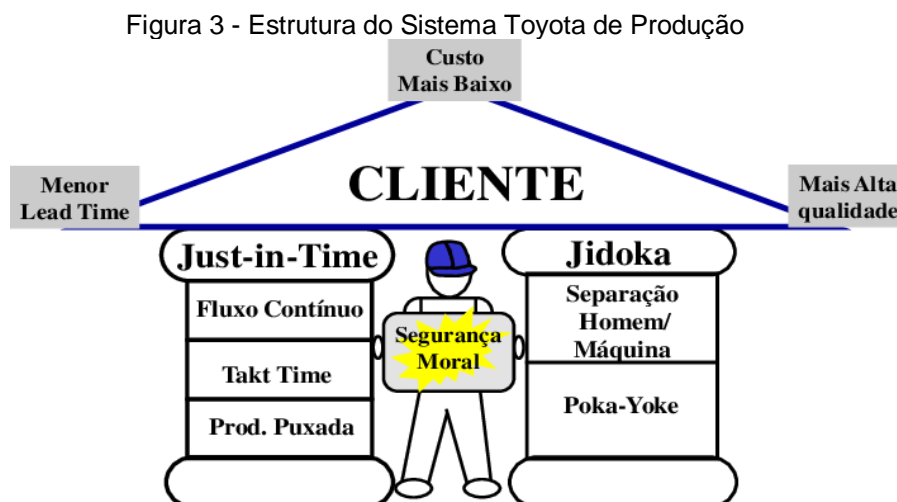 Figura 3 - Estrutura do Sistema Toyota de Produção
Custo
Mais Baixo
CLIENTE
Menor
Lead Time
Mais Alta
qualidade
Just-in-Time
Fluxo Contínuo
Takt Time
Prod. Puxada
Segurança
Moral
Jidoka
Separação
Homem/
Máquina
Poka-Yoke